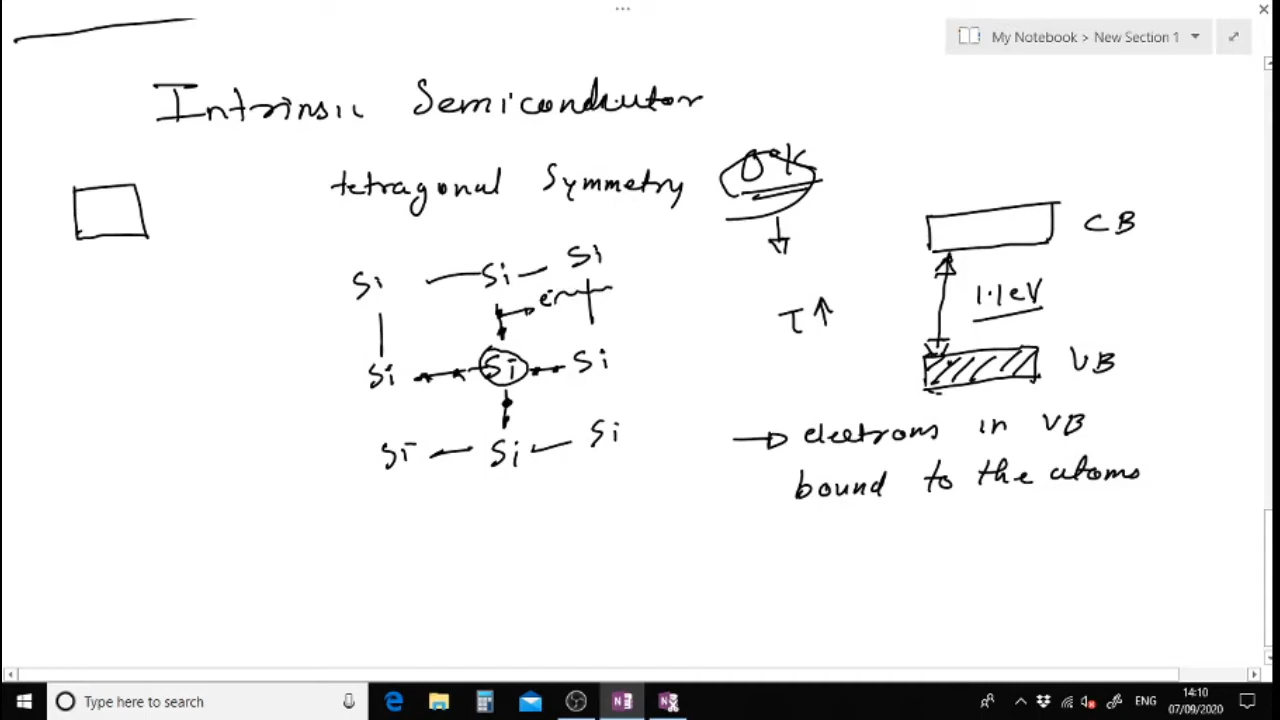 My Notebook > New Section 1
Intrinsic Semiconductor
tetragonal Symmetry 0°K
CB
Si Si Si
e-
1.1eV
T↑
Si Si Si
VB
Si Si Si
→ electrons in VB
bound to the atoms
Type here to search
ENG
14:10
07/09/2020